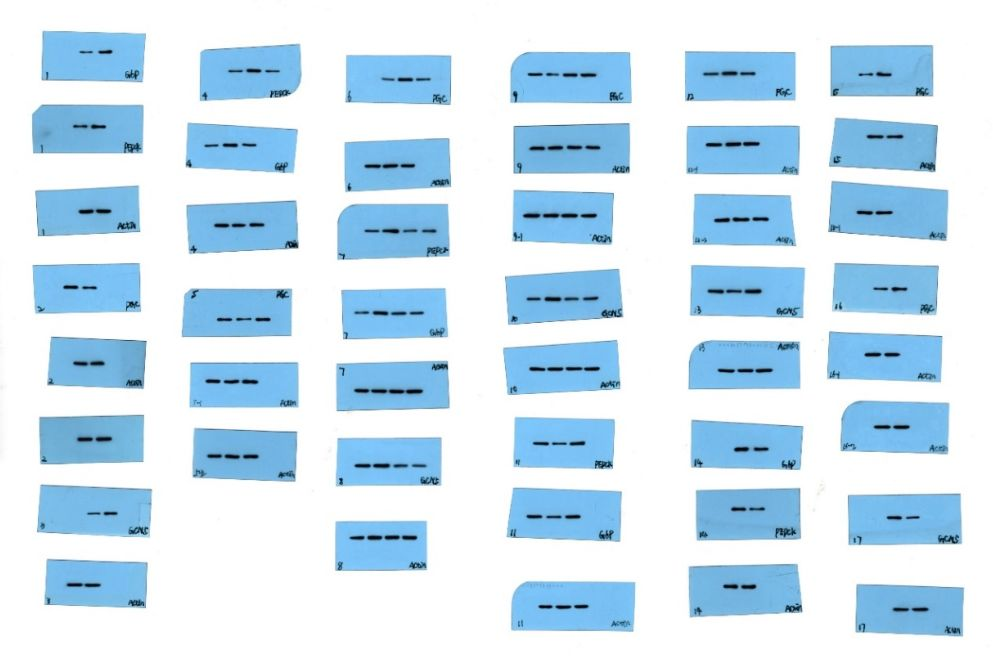 1 G6P
1 PEPCK
1 Actin
2 PGC
2 Actin
2
3 GCN5
3 Actin
4 PEPCK
4 G6P
4 Actin
5 PGC
5-1 Actin
5-2 Actin
6 PGC
6 Actin
7 PEPCK
7 G6P
7 Actin
8 GCN5
8 Actin
9 PGC
9 Actin
9-1 Actin
10 GCN5
10 Actin
11 PEPCK
11 G6P
11 Actin
12 PGC
12-1 Actin
12-2 Actin
13 GCN5
13 Actin
14 G6P
14 PEPCK
14 Actin
15 PGC
15 Actin
15-1 Actin
16 PGC
16-1 Actin
16-2 Actin
17 GCN5
17 Actin